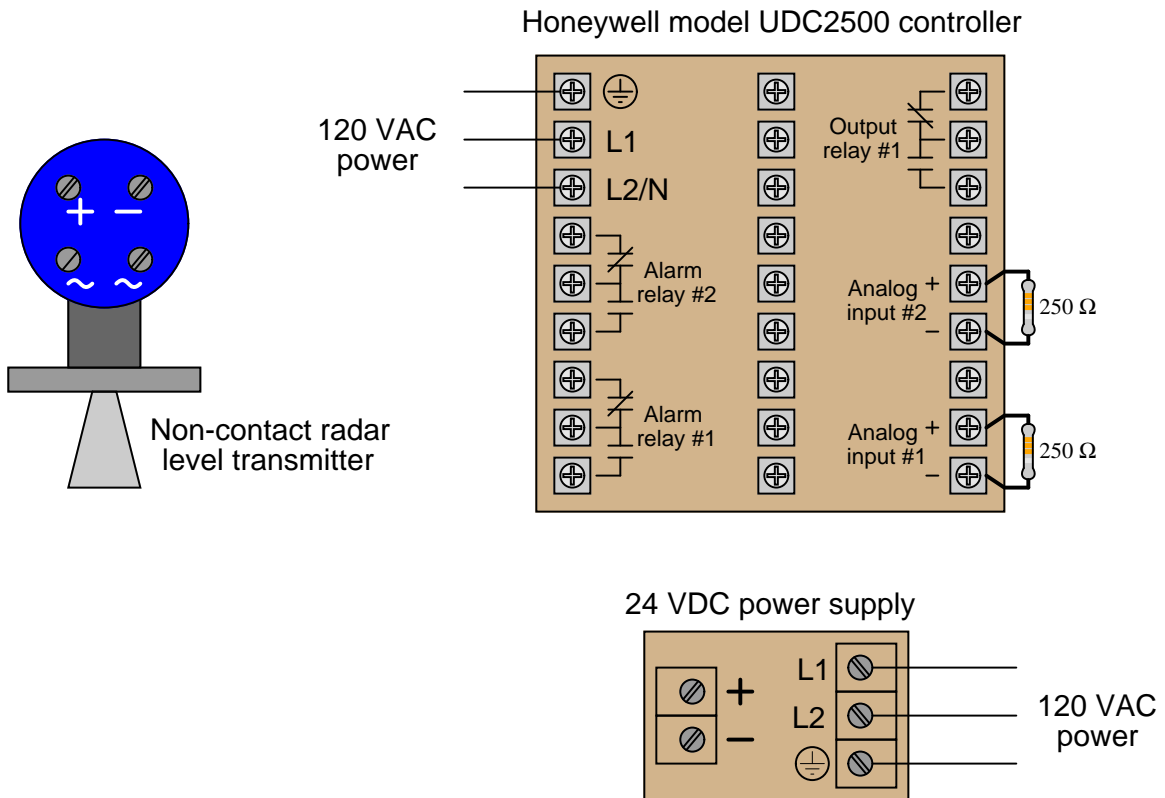 Honeywell model UDC2500 controller
120 VAC
power
L1
L2/N
Alarm
relay #2
Alarm
relay #1
Output
relay #1
Analog
input #2
+
−
250 Ω
Analog
input #1
+
−
250 Ω
+ −
~ ~
Non-contact radar
level transmitter
24 VDC power supply
+
−
L1
L2
120 VAC
power